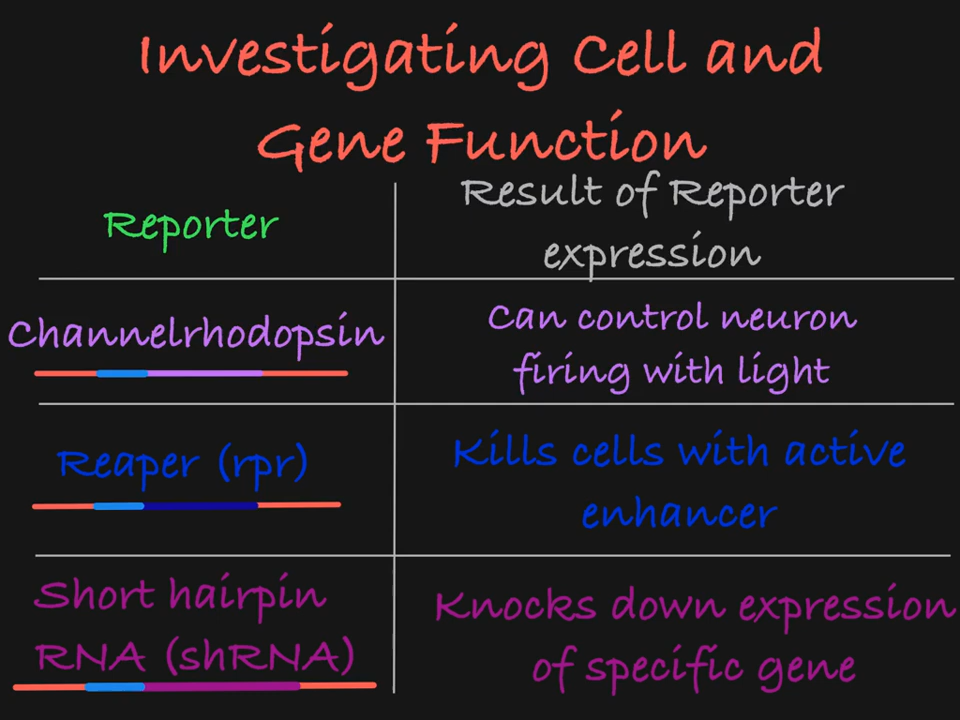 Investigating Cell and
Gene Function
Reporter
Result of Reporter
expression
Channelrhodopsin
Can control neuron
firing with light
Reaper (rpr)
Kills cells with active
enhancer
Short hairpin
RNA (shRNA)
Knocks down expression
of specific gene